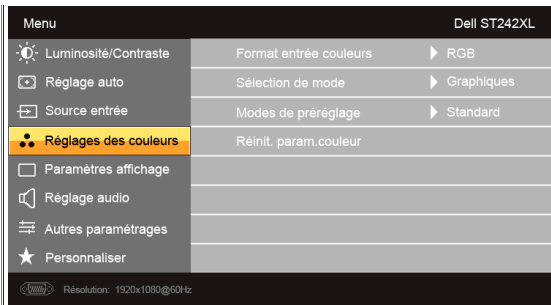 Menu Dell ST242XL
Luminosité/Contraste Format entrée couleurs RGB
Réglage auto Sélection de mode Graphiques
Source entrée Modes de préréglage Standard
Réglages des couleurs Réinit. param.couleur
Paramètres affichage
Réglage audio
Autres paramétrages
Personnaliser
Résolution: 1920x1080@60Hz